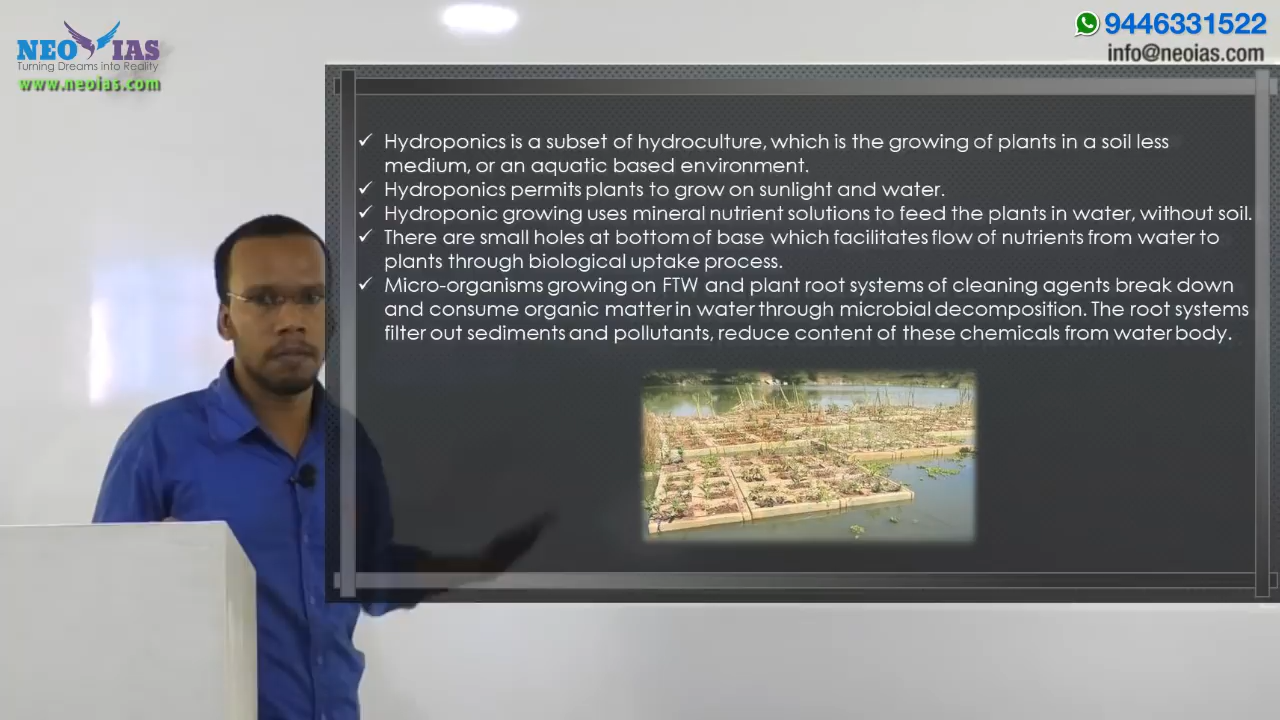 NEO IAS
Turning Dreams into Reality
www.neoias.com
9446331522
info@neoias.com
✓ Hydroponics is a subset of hydroculture, which is the growing of plants in a soil less
medium, or an aquatic based environment.
✓ Hydroponics permits plants to grow on sunlight and water.
✓ Hydroponic growing uses mineral nutrient solutions to feed the plants in water, without soil.
✓ There are small holes at bottom of base which facilitates flow of nutrients from water to
plants through biological uptake process.
✓ Micro-organisms growing on FTW and plant root systems of cleaning agents break down
and consume organic matter in water through microbial decomposition. The root systems
filter out sediments and pollutants, reduce content of these chemicals from water body.